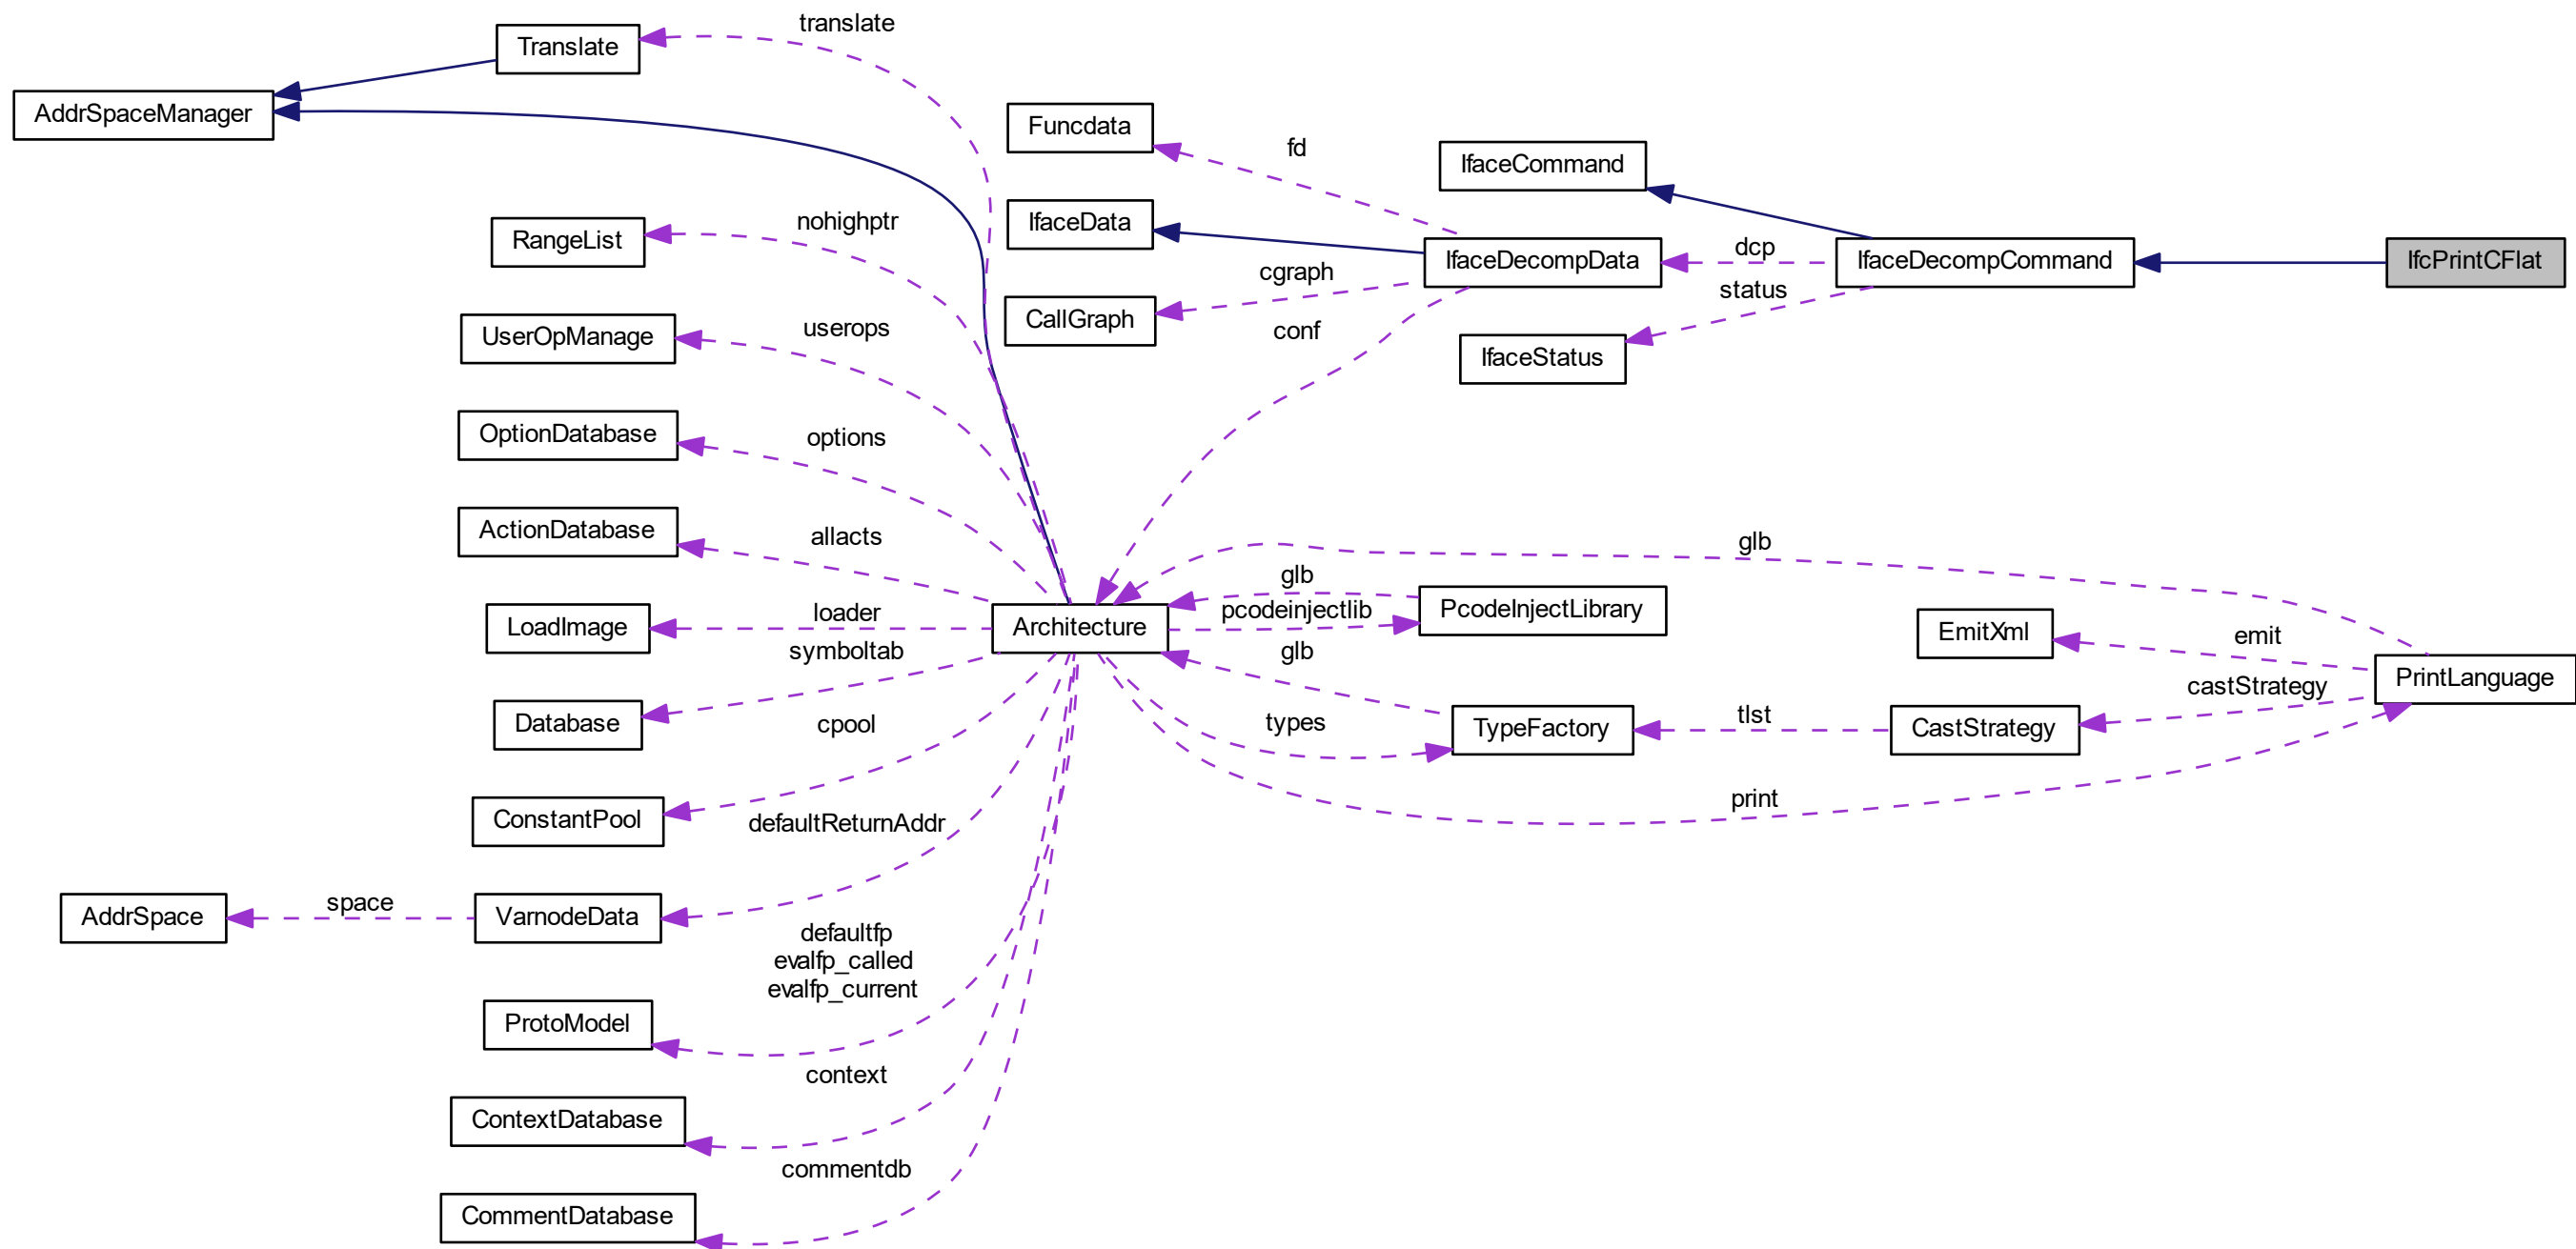 translate
Translate
AddrSpaceManager
Funcdata
fd
IfaceCommand
nohighptr
RangeList
IfaceData
IfaceDecompData
dcp
IfaceDecompCommand
IfcPrintCFlat
cgraph
status
CallGraph
conf
userops
UserOpManage
IfaceStatus
options
OptionDatabase
allacts
ActionDatabase
glb
glb
pcodeinjectlib
PcodeInjectLibrary
loader
LoadImage
Architecture
EmitXml
emit
symboltab
glb
PrintLanguage
castStrategy
Database
cpool
types
TypeFactory
tlst
CastStrategy
print
ConstantPool
defaultReturnAddr
AddrSpace
space
VarnodeData
defaultfp
evalfp_called
evalfp_current
ProtoModel
context
ContextDatabase
commentdb
CommentDatabase